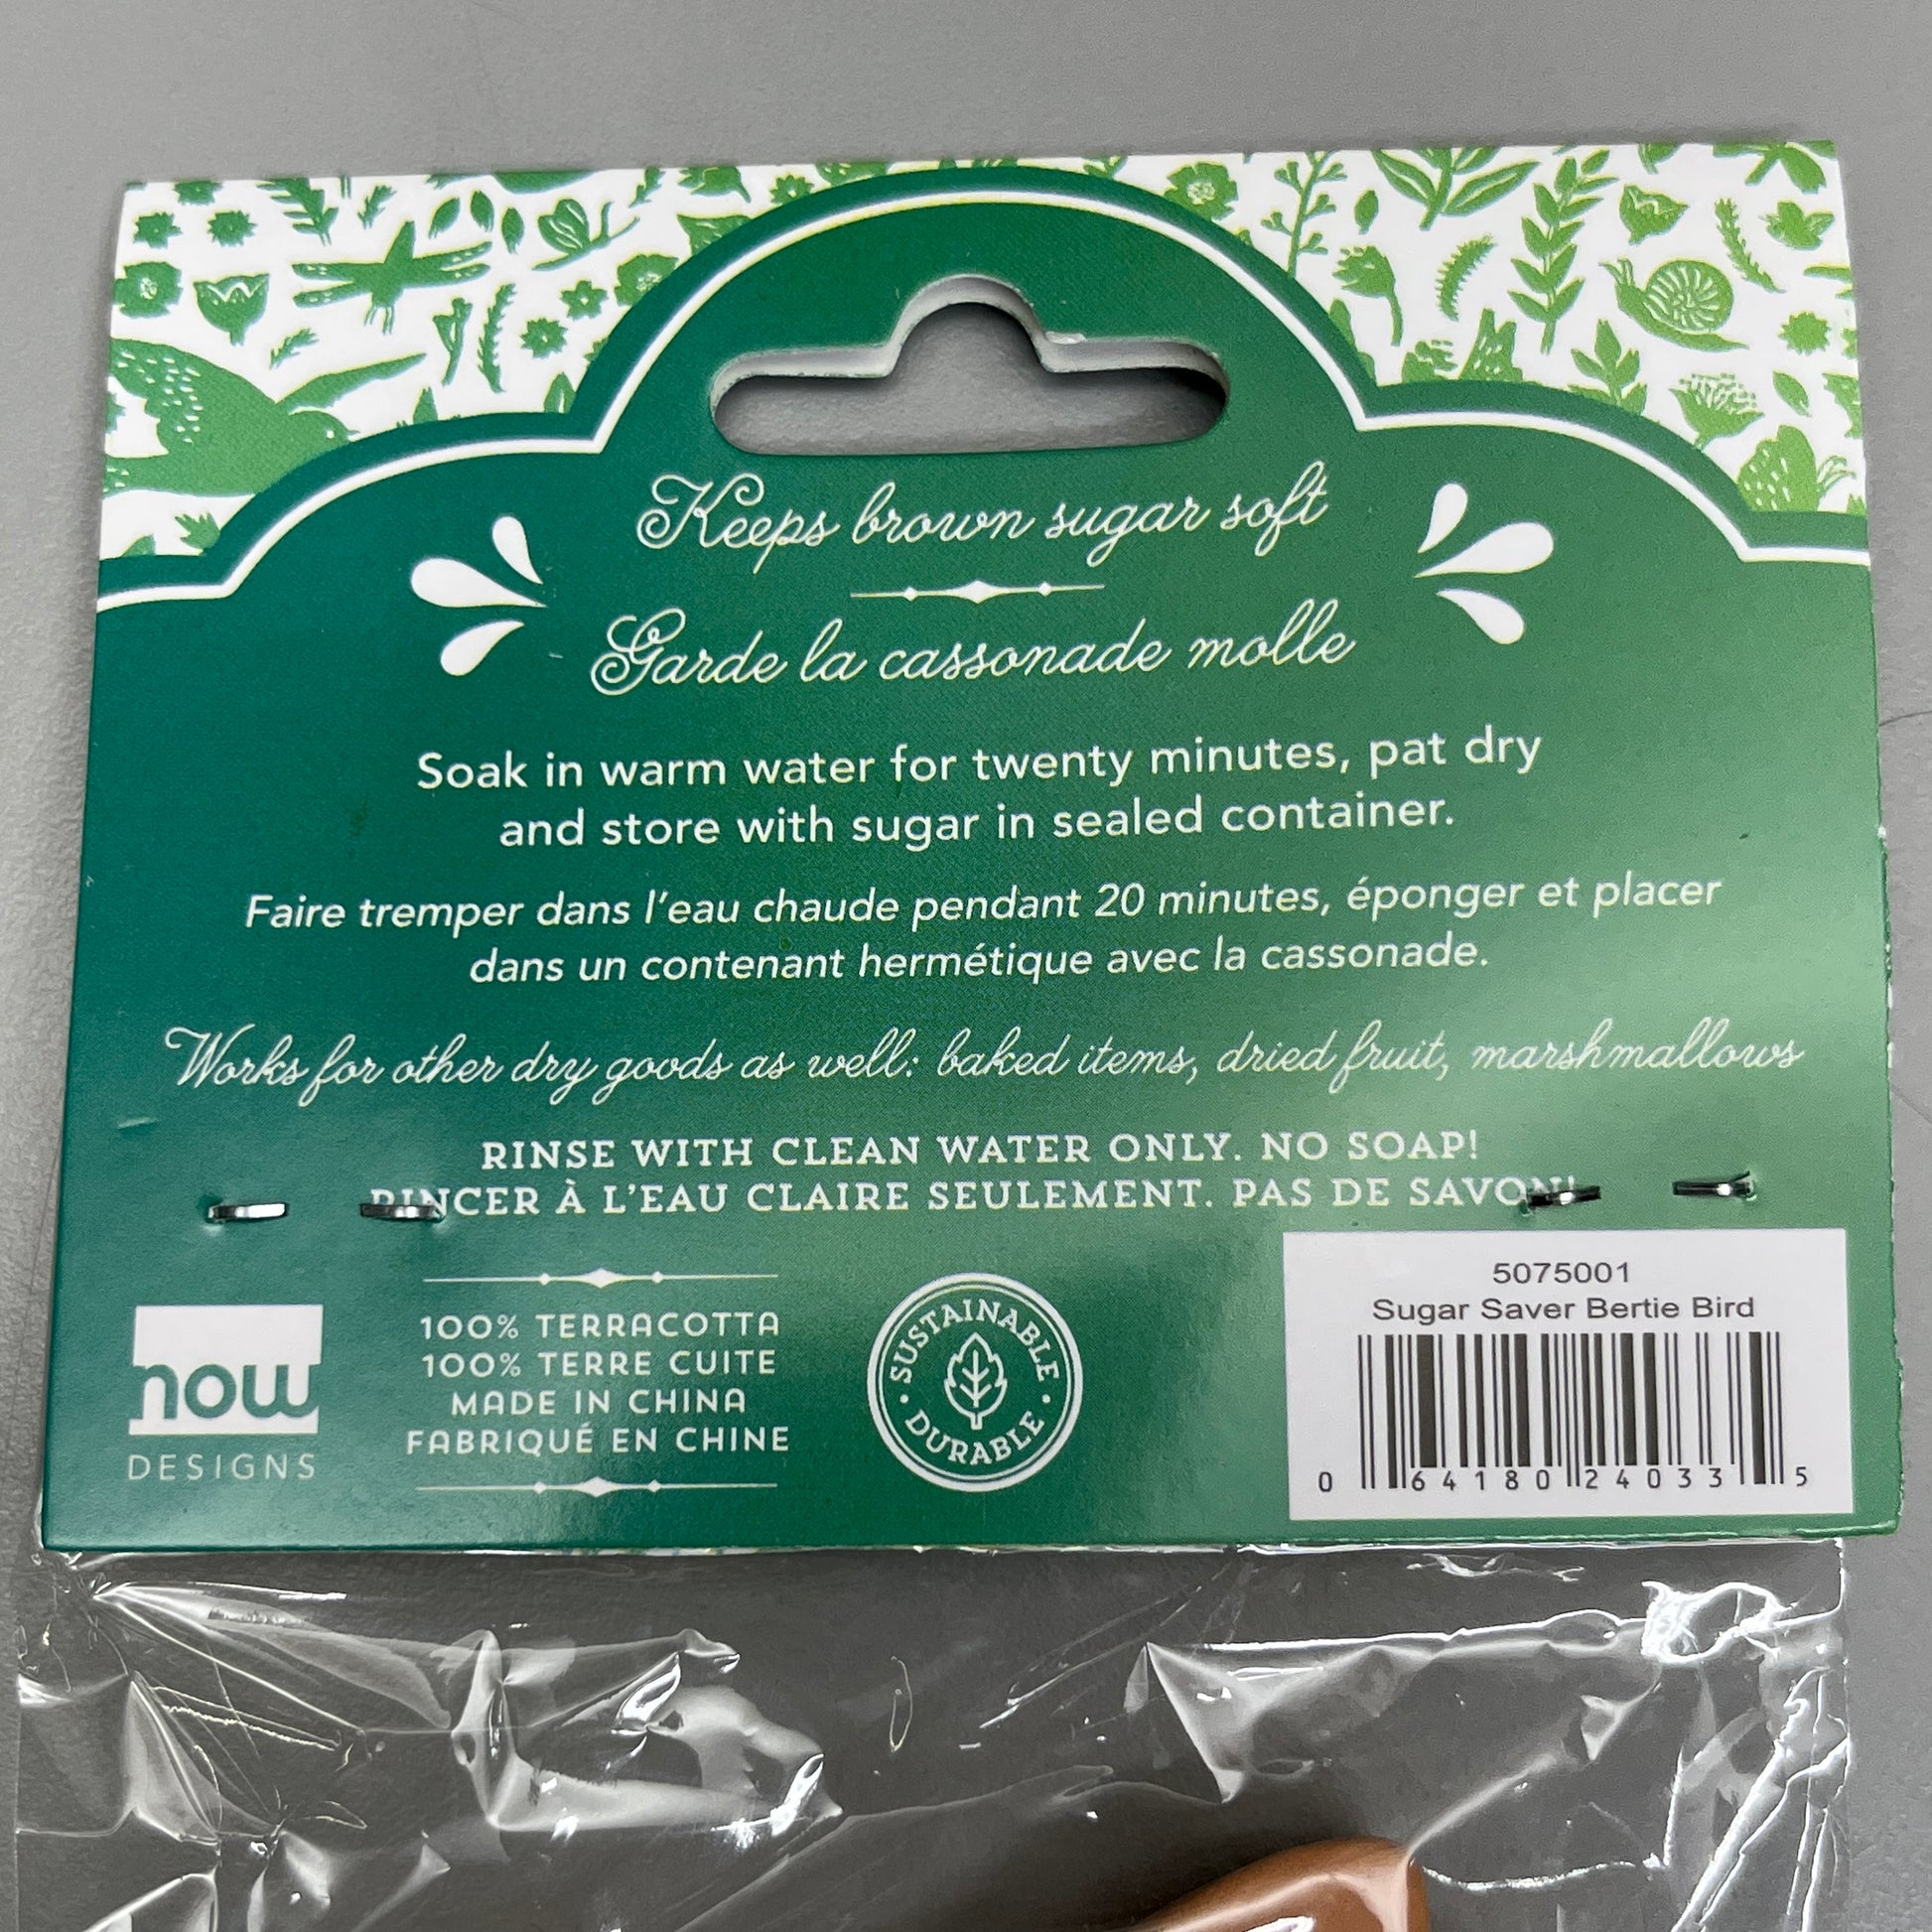 Keeps brown sugar soft
Garde la cassonade molle
Soak in warm water for twenty minutes, pat dry
and store with sugar in sealed container.
Faire tremper dans l'eau chaude pendant 20 minutes, éponger et placer
dans un contenant hermétique avec la cassonade.
Works for other dry goods as well: baked items, dried fruit, marshmallows
RINSE WITH CLEAN WATER ONLY. NO SOAP!
RINCER À L'EAU CLAIRE SEULEMENT. PAS DE SAVON!
now
DESIGNS
100% TERRACOTTA
100% TERRE CUITE
MADE IN CHINA
FABRIQUÉ EN CHINE
SUSTAINABLE
DURABLE
5075001
Sugar Saver Bertie Bird
0 64180 24033 5